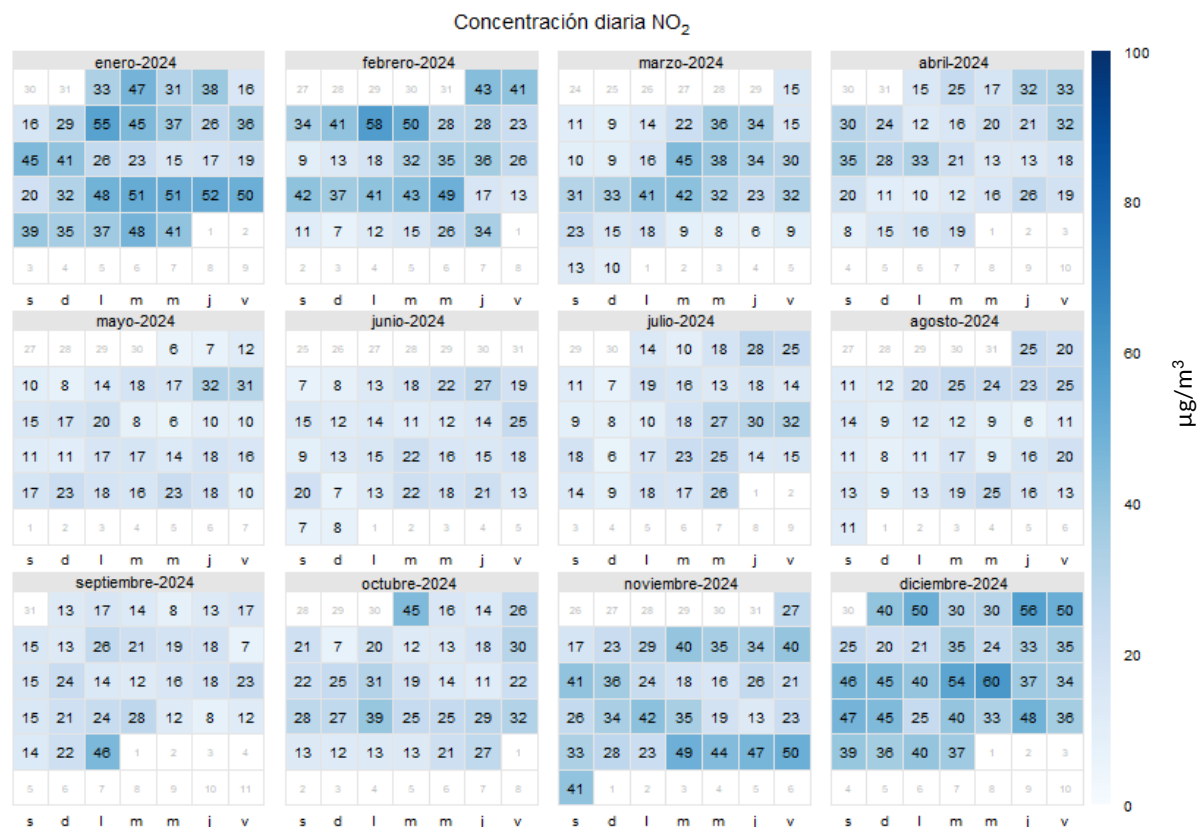 Concentración diaria NO₂
enero-2024 febrero-2024 marzo-2024 abril-2024
30 31 33 47 31 38 16 27 28 29 30 31 43 41 24 25 26 27 28 29 15 30 31 15 25 17 32 33
16 29 55 45 37 26 36 34 41 58 50 28 28 23 11 9 14 22 36 34 15 30 24 12 16 20 21 32
45 41 26 23 15 17 19 9 13 18 32 35 36 26 10 9 16 45 38 34 30 35 28 33 21 13 13 18
20 32 48 51 51 52 50 42 37 41 43 49 17 13 31 33 41 42 32 23 32 20 11 10 12 16 26 19
39 35 37 48 41 1 2 11 7 12 15 26 34 1 23 15 18 9 8 6 9 8 15 16 19 1 2 3
3 4 5 6 7 8 9 2 3 4 5 6 7 8 13 10 1 2 3 4 5 4 5 6 7 8 9 10
s d l m m j v s d l m m j v s d l m m j v s d l m m j v
mayo-2024 junio-2024 julio-2024 agosto-2024
27 28 29 30 6 7 12 25 26 27 28 29 30 31 29 30 14 10 18 28 25 27 28 29 30 31 25 20
10 8 14 18 17 32 31 7 8 13 18 22 27 19 11 7 19 16 13 18 14 11 12 20 25 24 23 25
15 17 20 8 6 10 10 15 12 14 11 12 14 25 9 8 10 18 27 30 32 14 9 12 12 9 6 11
11 11 17 17 14 18 16 9 13 15 22 16 15 18 18 6 17 23 25 14 15 11 8 11 17 9 16 20
17 23 18 16 23 18 10 20 7 13 22 18 21 13 14 9 18 17 26 1 2 13 9 13 19 25 16 13
1 2 3 4 5 6 7 7 8 1 2 3 4 5 3 4 5 6 7 8 9 11 1 2 3 4 5 6
s d l m m j v s d l m m j v s d l m m j v s d l m m j v
septiembre-2024 octubre-2024 noviembre-2024 diciembre-2024
31 13 17 14 8 13 17 28 29 30 45 16 14 26 26 27 28 29 30 31 27 30 40 50 30 30 56 50
15 13 26 21 19 18 7 21 7 20 12 13 18 30 17 23 29 40 35 34 40 25 20 21 35 24 33 35
15 24 14 12 16 18 23 22 25 31 19 14 11 22 41 36 24 18 16 26 21 46 45 40 54 60 37 34
15 21 24 28 12 8 12 28 27 39 25 25 29 32 26 34 42 35 19 13 23 47 45 25 40 33 48 36
14 22 46 1 2 3 4 13 12 13 13 21 27 1 33 28 23 49 44 47 50 39 36 40 37 1 2 3
5 6 7 8 9 10 11 2 3 4 5 6 7 8 41 1 2 3 4 5 6 4 5 6 7 8 9 10
s d l m m j v s d l m m j v s d l m m j v s d l m m j v
100
80
60
40
20
0
µg/m³